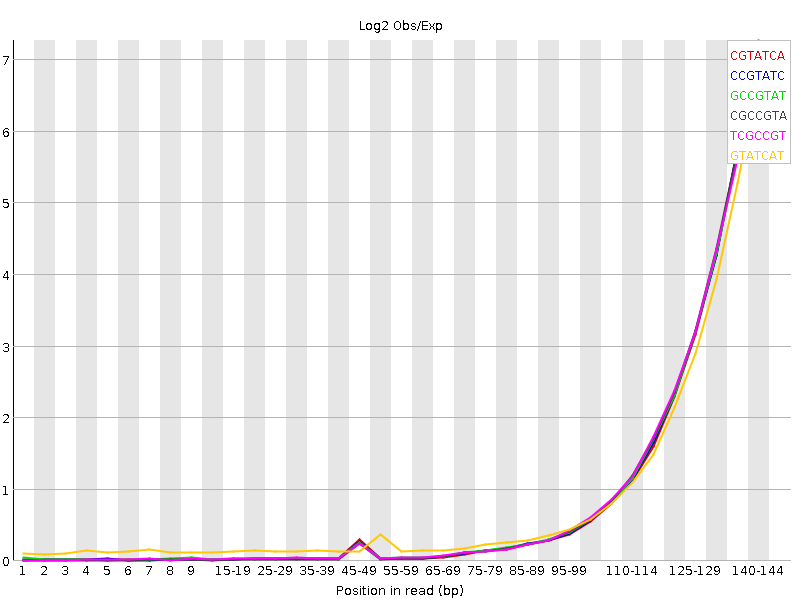 Log2 Obs/Exp
7
6
5
4
3
2
1
0
CGTATCA
CCGTATC
GCCGTAT
CGCCGTA
TCGCCGT
GTATCAT
1 2 3 4 5 6 7 8 9 15-19 25-29 35-39 45-49 55-59 65-69 75-79 85-89 95-99 110-114 125-129 140-144
Position in read (bp)